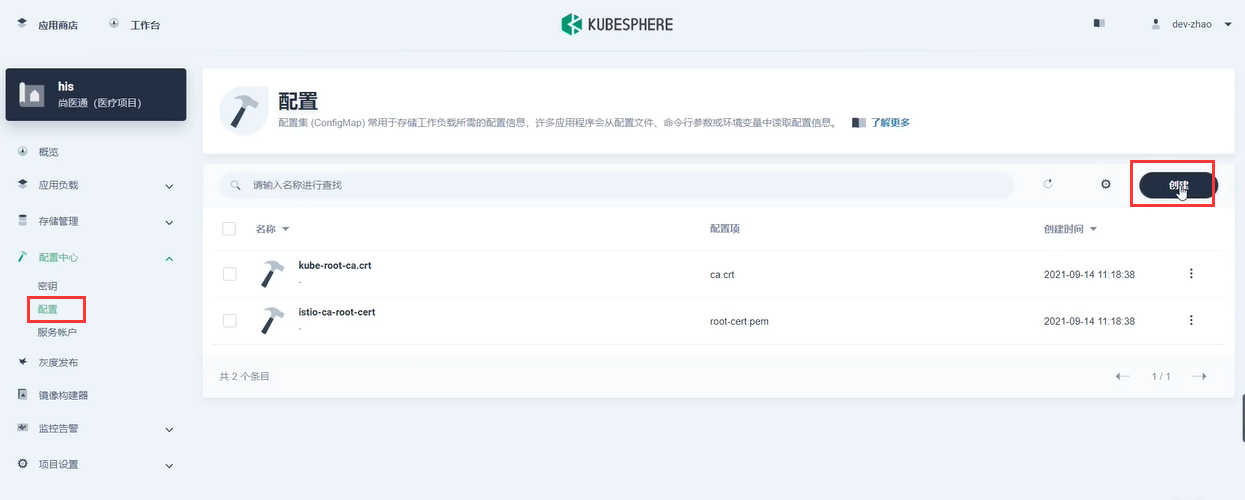 应用商店 工作台 KUBESPHERE dev-zhao
his
尚医通（医疗项目）
概览
应用负载
存储管理
配置中心
密钥
配置
服务帐户
灰度发布
镜像构建器
监控告警
项目设置
配置
配置集 (ConfigMap) 常用于存储工作负载所需的配置信息，许多应用程序会从配置文件、命令行参数或环境变量中读取配置信息。 了解更多
请输入名称进行查找 创建
名称 配置项 创建时间
kube-root-ca.crt ca.crt 2021-09-14 11:18:38
-
istio-ca-root-cert root-cert.pem 2021-09-14 11:18:38
-
共 2 个条目 1 / 1